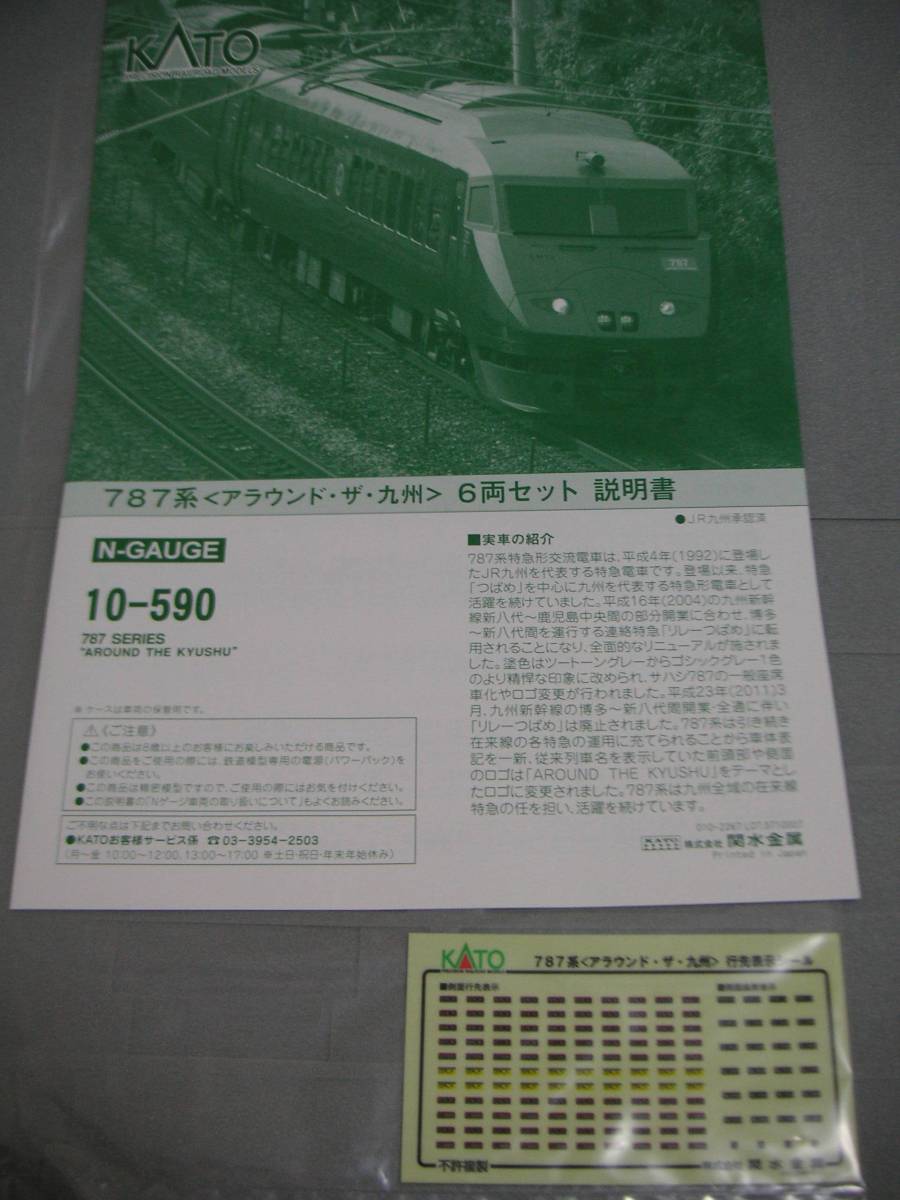 KATO
PRECISION RAILROAD MODELS
787
787系<アラウンド・ザ・九州> 6両セット 説明書
●JR九州承認済
N-GAUGE
10-590
787 SERIES
"AROUND THE KYUSHU"
※ケースは車両の保管用です。
⚠《ご注意》
●この商品は8歳以上のお客様にお楽しみいただける商品です。
●この商品をご使用の際には、鉄道模型専用の電源(パワーパック)を
お使いください。
●この商品は精密模型ですので、ご使用の際にはお気を付けください。
●この説明書の「Nゲージ車両の取り扱いについて」もよくお読みください。
ご不明な点は下記までお問い合わせください。
●KATOお客様サービス係 ☎03-3954-2503
(月〜金 10:00〜12:00、13:00〜17:00 ※土日・祝日・年末年始休み)
■実車の紹介
787系特急形交流電車は、平成4年(1992)に登場し
たJR九州を代表する特急電車です。登場以来、特急
「つばめ」を中心に九州を代表する特急形電車として
活躍を続けていました。平成16年(2004)の九州新幹
線新八代〜鹿児島中央間の部分開業に合わせ、博多
〜新八代間を運行する連絡特急「リレーつばめ」に転
用されることになり、全面的なリニューアルが施されま
した。塗色はツートーングレーからゴシックグレー1色
のより精悍な印象に改められ、サハシ787の一般座席
車化やロゴ変更が行われました。平成23年(2011)3
月、九州新幹線の博多〜新八代間開業・全通に伴い
「リレーつばめ」は廃止されました。787系は引き続き
在来線の各特急の運用に充てられることから車体表
記を一新、従来列車名を表示していた前頭部や側面
のロゴは「AROUND THE KYUSHU」をテーマとし
たロゴに変更されました。787系は九州全域の在来線
特急の任を担い、活躍を続けています。
KATO 株式会社 関水金属
Printed in Japan
KATO
787系<アラウンド・ザ・九州> 行先表示シール
■側面行先表示
不許複製
株式会社 関水金属